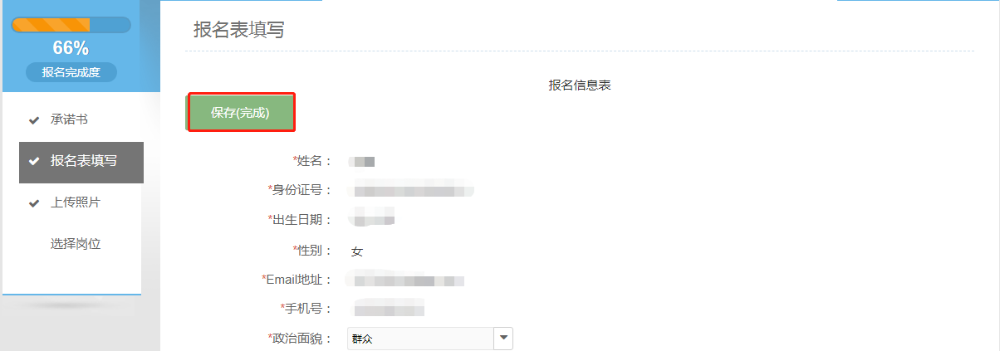 66%
报名完成度
承诺书
报名表填写
上传照片
选择岗位
报名表填写
报名信息表
保存(完成)
*姓名：
*身份证号：
*出生日期：
*性别： 女
*Email地址：
*手机号：
*政治面貌： 群众